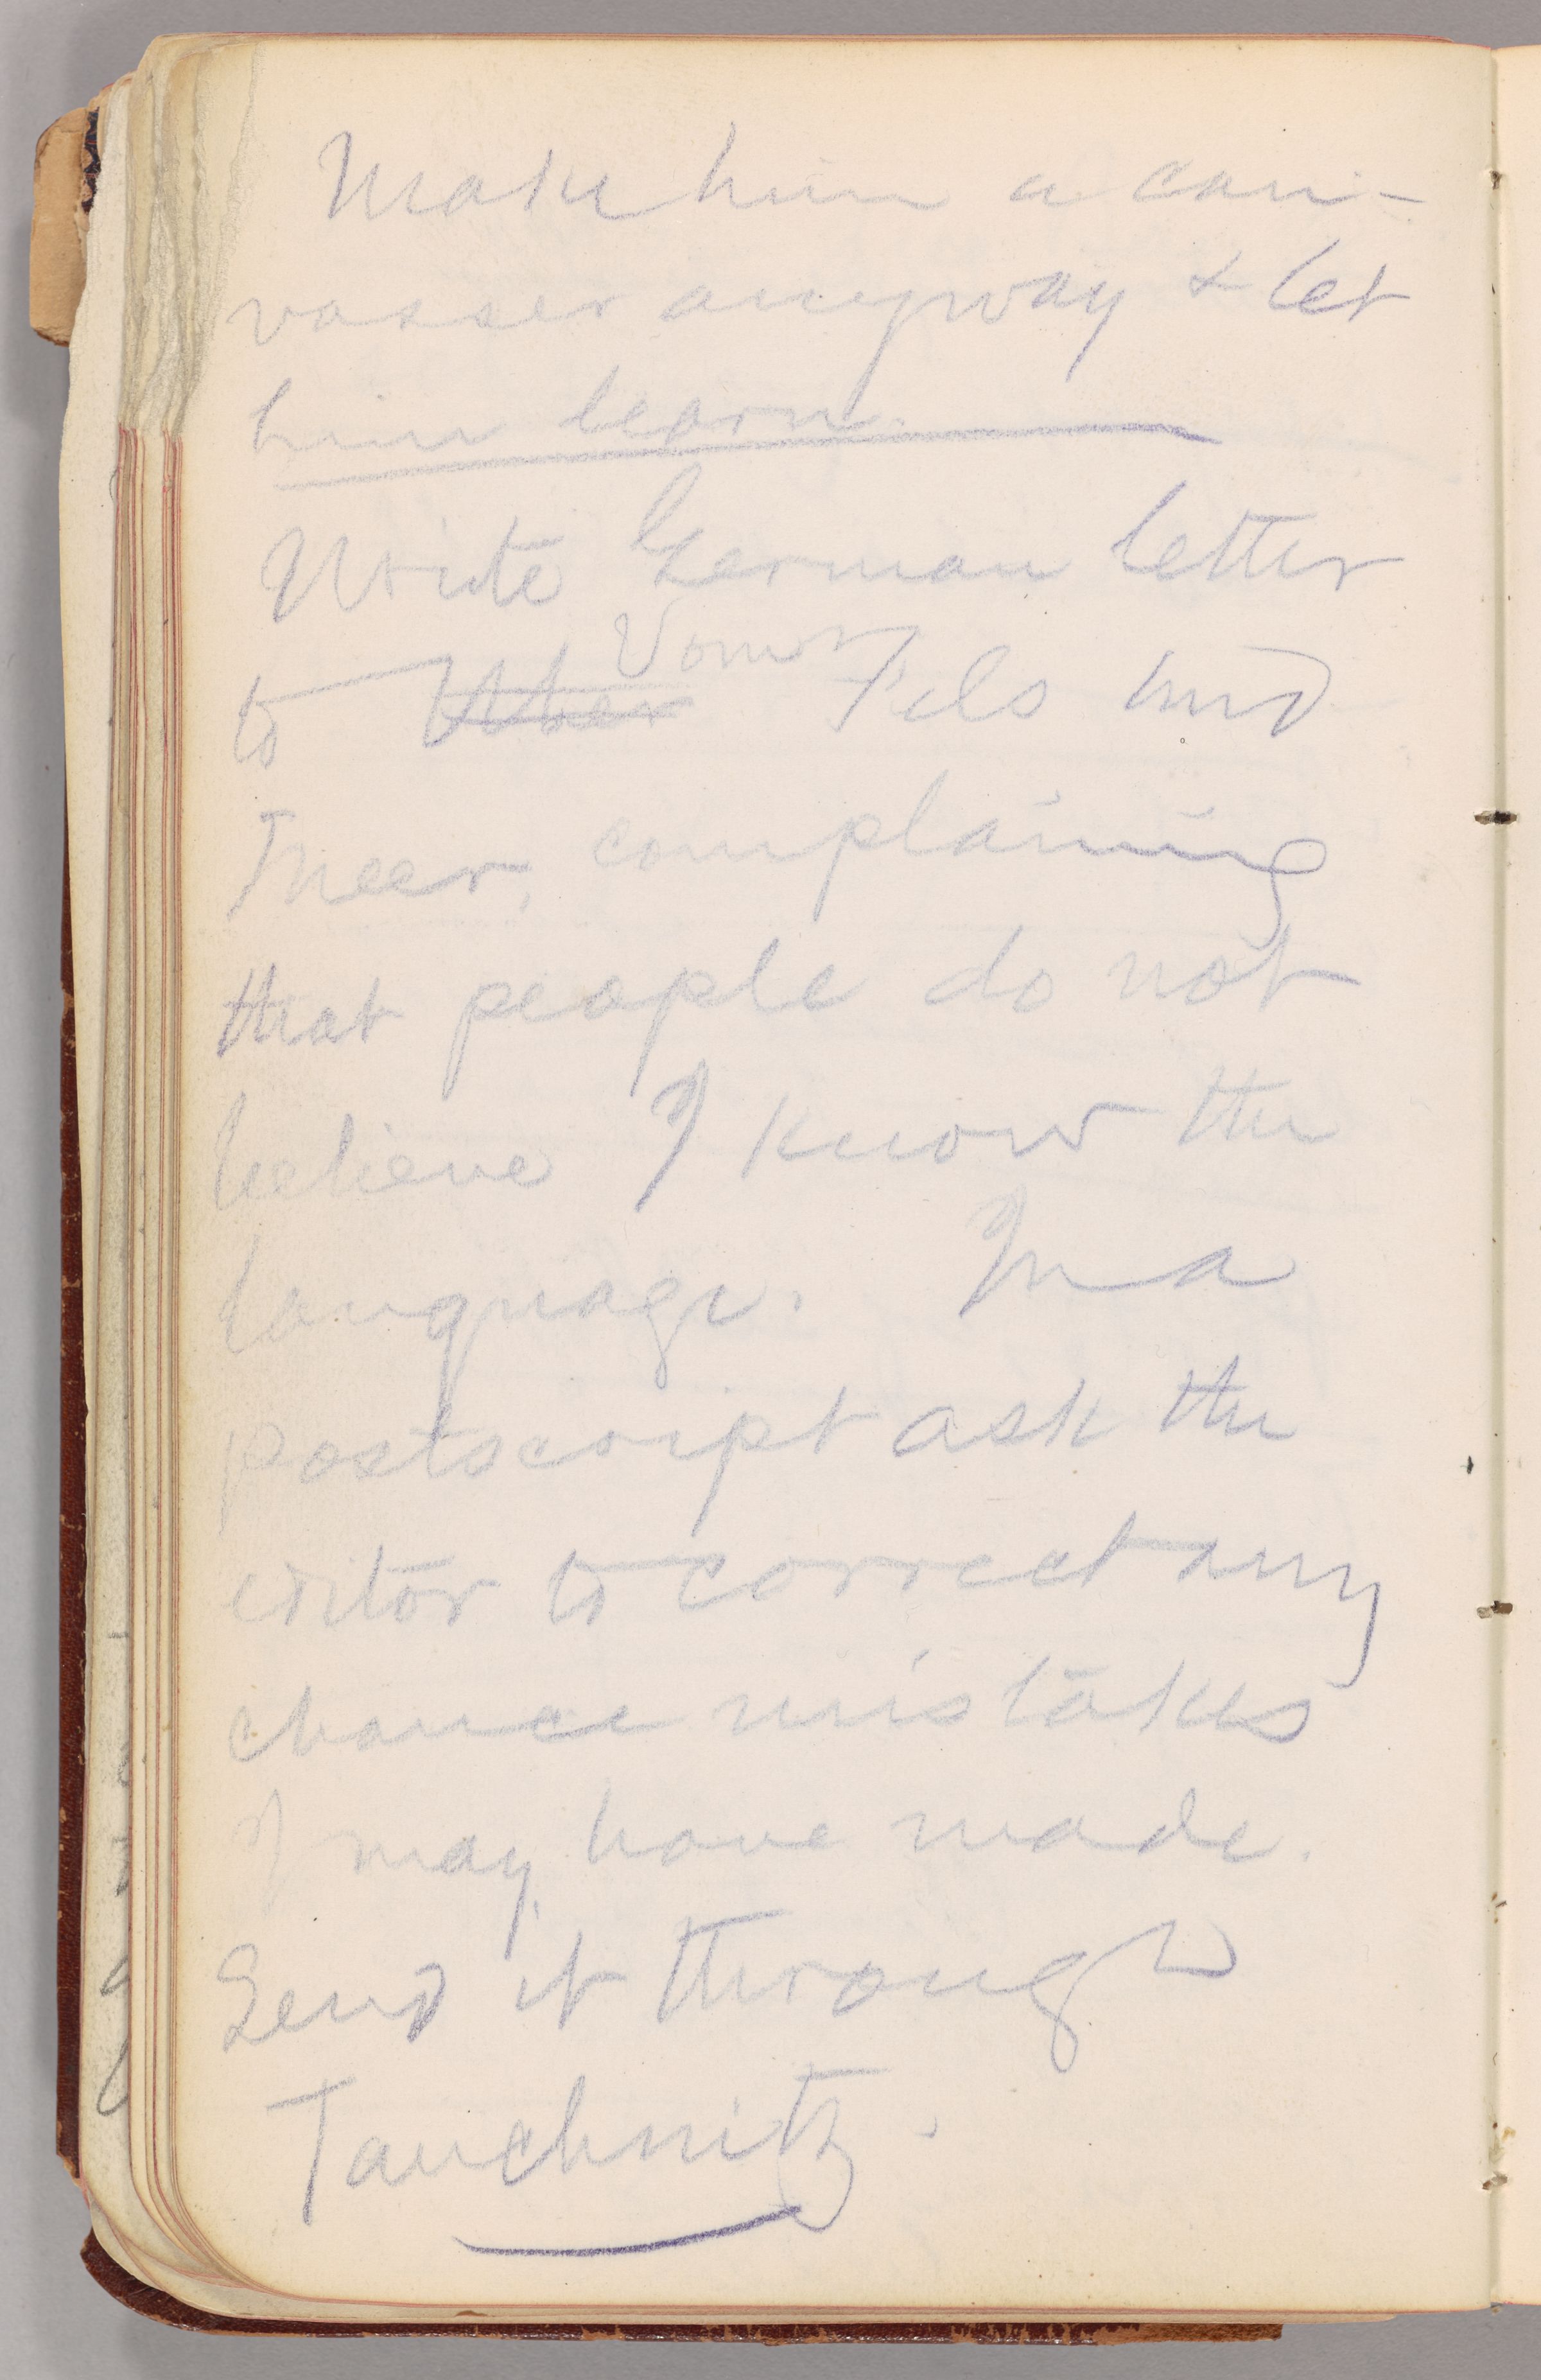 Make him a can-
vasser anyway & let
him learn.
Write German letter
to Uber Vom Fels und
Meer, complaining
that people do not
believe I know the
language. In a
postscript ask the
editor to correct any
chance mistakes
I may have made.
Send it through
Tauchnitz.